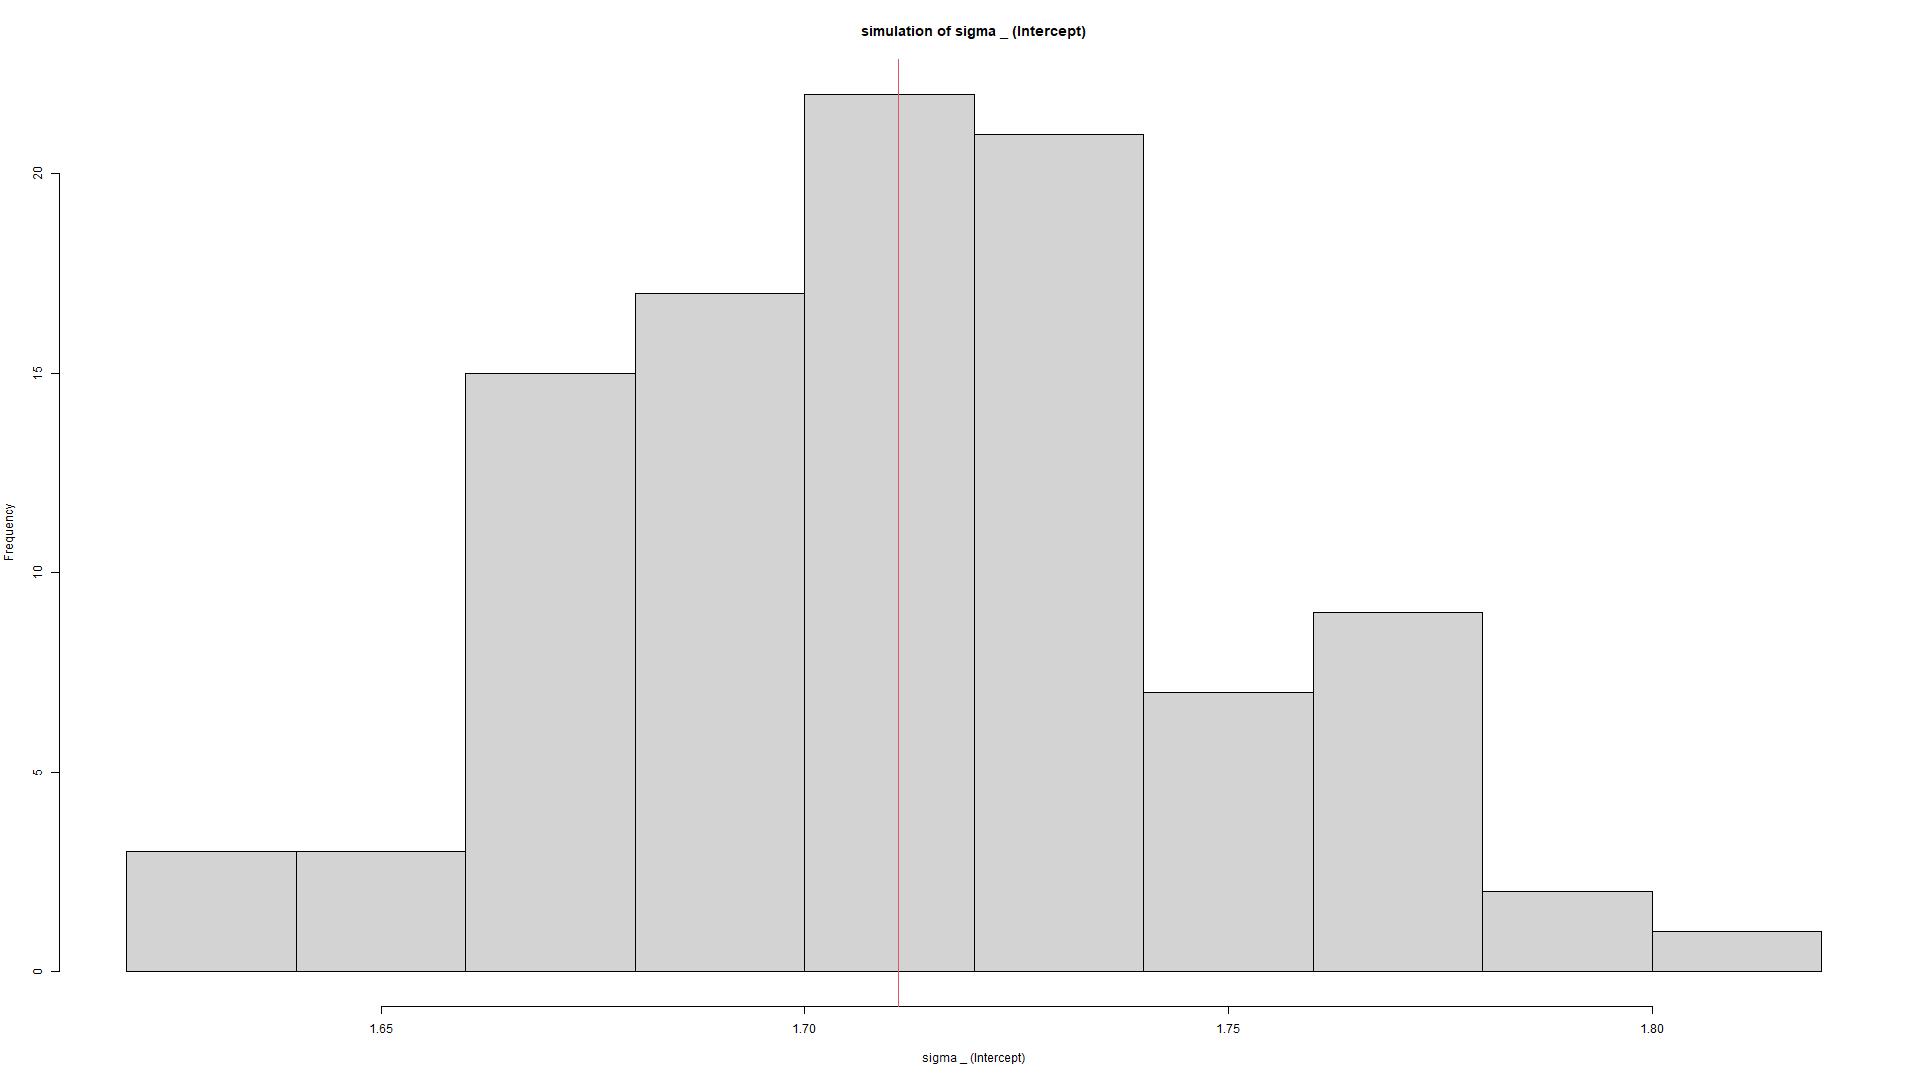 simulation of sigma _ (Intercept)
20
15
10
5
0
Frequency
1.65 1.70 1.75 1.80
sigma _ (Intercept)